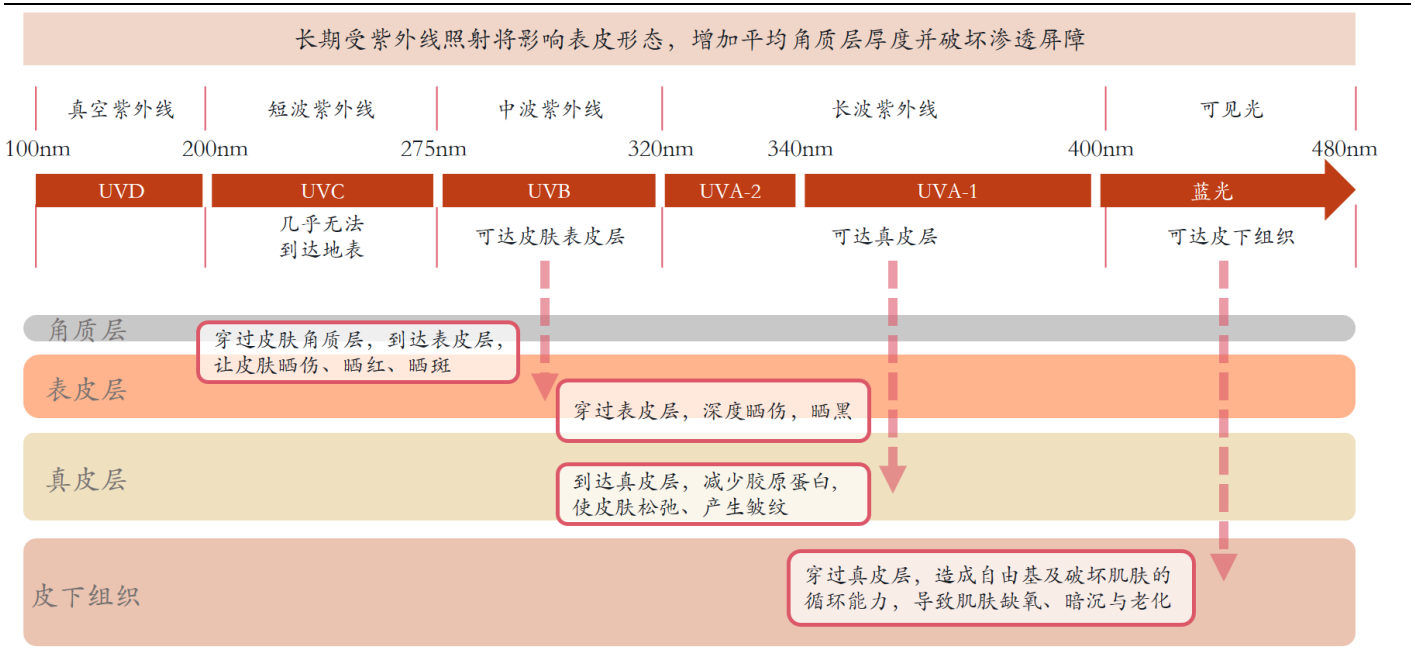 长期受紫外线照射将影响表皮形态，增加平均角质层厚度并破坏渗透屏障
真空紫外线 短波紫外线 中波紫外线 长波紫外线 可见光
100nm 200nm 275nm 320nm 340nm 400nm 480nm
UVD UVC UVB UVA-2 UVA-1 蓝光
几乎无法
到达地表
可达皮肤表皮层 可达真皮层 可达皮下组织
角质层
穿过皮肤角质层，到达表皮层，
让皮肤晒伤、晒红、晒斑
表皮层
穿过表皮层，深度晒伤，晒黑
真皮层
到达真皮层，减少胶原蛋白，
使皮肤松弛、产生皱纹
皮下组织
穿过真皮层，造成自由基及破坏肌肤的
循环能力，导致肌肤缺氧、暗沉与老化